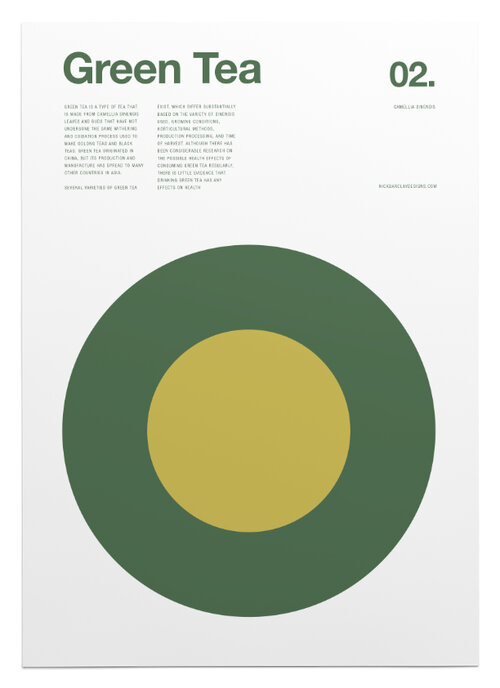 Green Tea
02.
GREEN TEA IS A TYPE OF TEA THAT
IS MADE FROM CAMELLIA SINENSIS
LEAVES AND BUDS THAT HAVE NOT
UNDERGONE THE SAME WITHERING
AND OXIDATION PROCESS USED TO
MAKE OOLONG TEAS AND BLACK
TEAS. GREEN TEA ORIGINATED IN
CHINA, BUT ITS PRODUCTION AND
MANUFACTURE HAS SPREAD TO MANY
OTHER COUNTRIES IN ASIA.
SEVERAL VARIETIES OF GREEN TEA
EXIST, WHICH DIFFER SUBSTANTIALLY
BASED ON THE VARIETY OF SINENSIS
USED, GROWING CONDITIONS,
HORTICULTURAL METHODS,
PRODUCTION PROCESSING, AND TIME
OF HARVEST. ALTHOUGH THERE HAS
BEEN CONSIDERABLE RESEARCH ON
THE POSSIBLE HEALTH EFFECTS OF
CONSUMING GREEN TEA REGULARLY,
THERE IS LITTLE EVIDENCE THAT
DRINKING GREEN TEA HAS ANY
EFFECTS ON HEALTH
CAMELLIA SINENSIS
NICKBARCLAYDESIGNS.COM